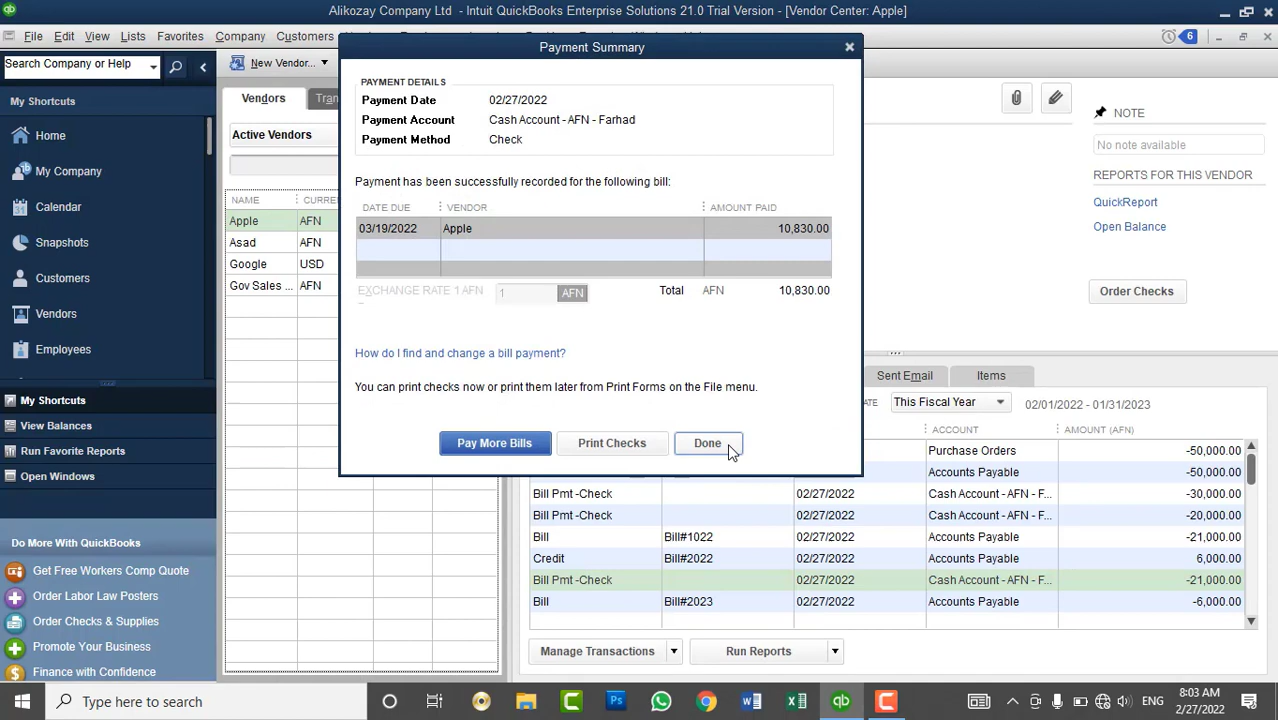 Alikozay Company Ltd - Intuit QuickBooks Enterprise Solutions 21.0 Trial Version - [Vendor Center: Apple]
File Edit View Lists Favorites Company Customers
6
Search Company or Help
New Vendor...
My Shortcuts
Home
My Company
Calendar
Snapshots
Customers
Vendors
Employees
My Shortcuts
View Balances
Run Favorite Reports
Open Windows
Do More With QuickBooks
Get Free Workers Comp Quote
Order Labor Law Posters
Order Checks & Supplies
Promote Your Business
Finance with Confidence
Vendors
Active Vendors
NAME
Apple AFN
Asad AFN
Google USD
Gov Sales ... AFN
Payment Summary
PAYMENT DETAILS
Payment Date 02/27/2022
Payment Account Cash Account - AFN - Farhad
Payment Method Check
Payment has been successfully recorded for the following bill:
DATE DUE VENDOR AMOUNT PAID
03/19/2022 Apple 10,830.00
EXCHANGE RATE 1 AFN 1 AFN Total AFN 10,830.00
How do I find and change a bill payment?
You can print checks now or print them later from Print Forms on the File menu.
Pay More Bills Print Checks Done
NOTE
No note available
REPORTS FOR THIS VENDOR
QuickReport
Open Balance
Order Checks
Sent Email Items
This Fiscal Year 02/01/2022 - 01/31/2023
ACCOUNT AMOUNT (AFN)
Purchase Orders -50,000.00
Accounts Payable -50,000.00
Bill Pmt -Check 02/27/2022 Cash Account - AFN - F... -30,000.00
Bill Pmt -Check 02/27/2022 Cash Account - AFN - F... -20,000.00
Bill Bill#1022 02/27/2022 Accounts Payable -21,000.00
Credit Bill#2022 02/27/2022 Accounts Payable 6,000.00
Bill Pmt -Check 02/27/2022 Cash Account - AFN - F... -21,000.00
Bill Bill#2023 02/27/2022 Accounts Payable -6,000.00
Manage Transactions Run Reports
Type here to search
ENG
8:03 AM
2/27/2022